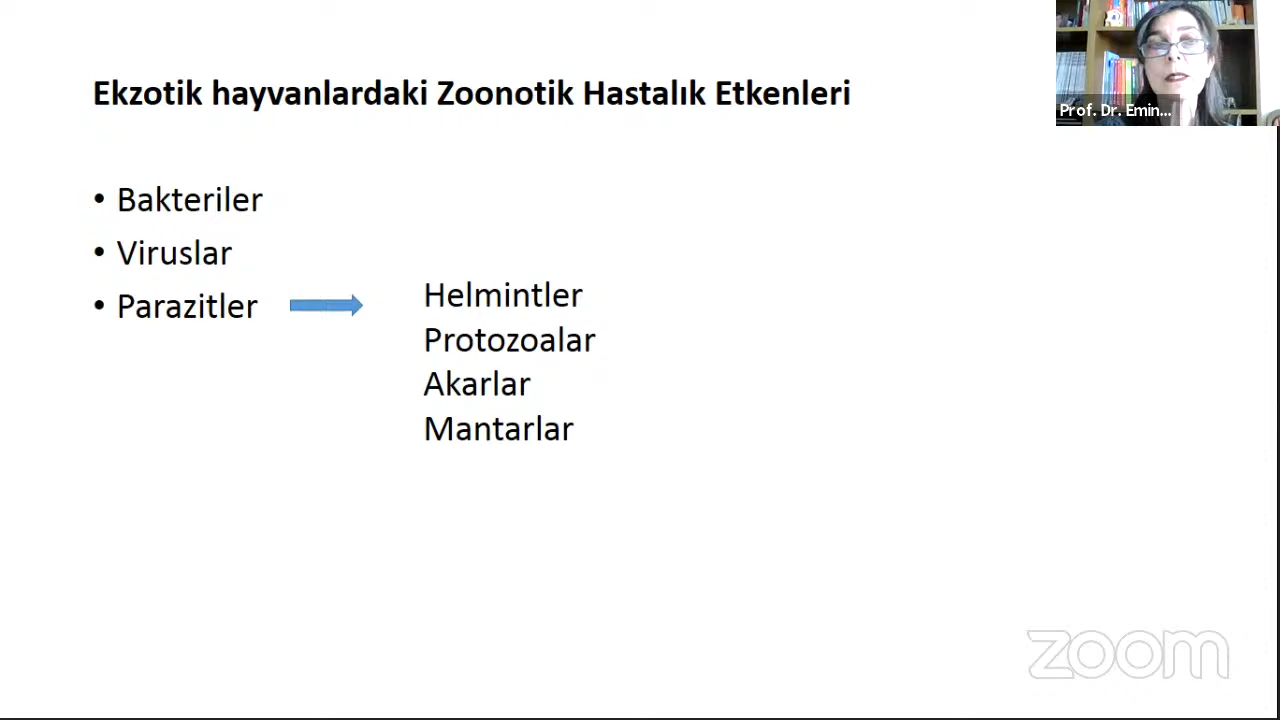 Ekzotik hayvanlardaki Zoonotik Hastalık Etkenleri
Prof. Dr. Emin...
• Bakteriler
• Viruslar
• Parazitler
Helmintler
Protozoalar
Akarlar
Mantarlar
zoom